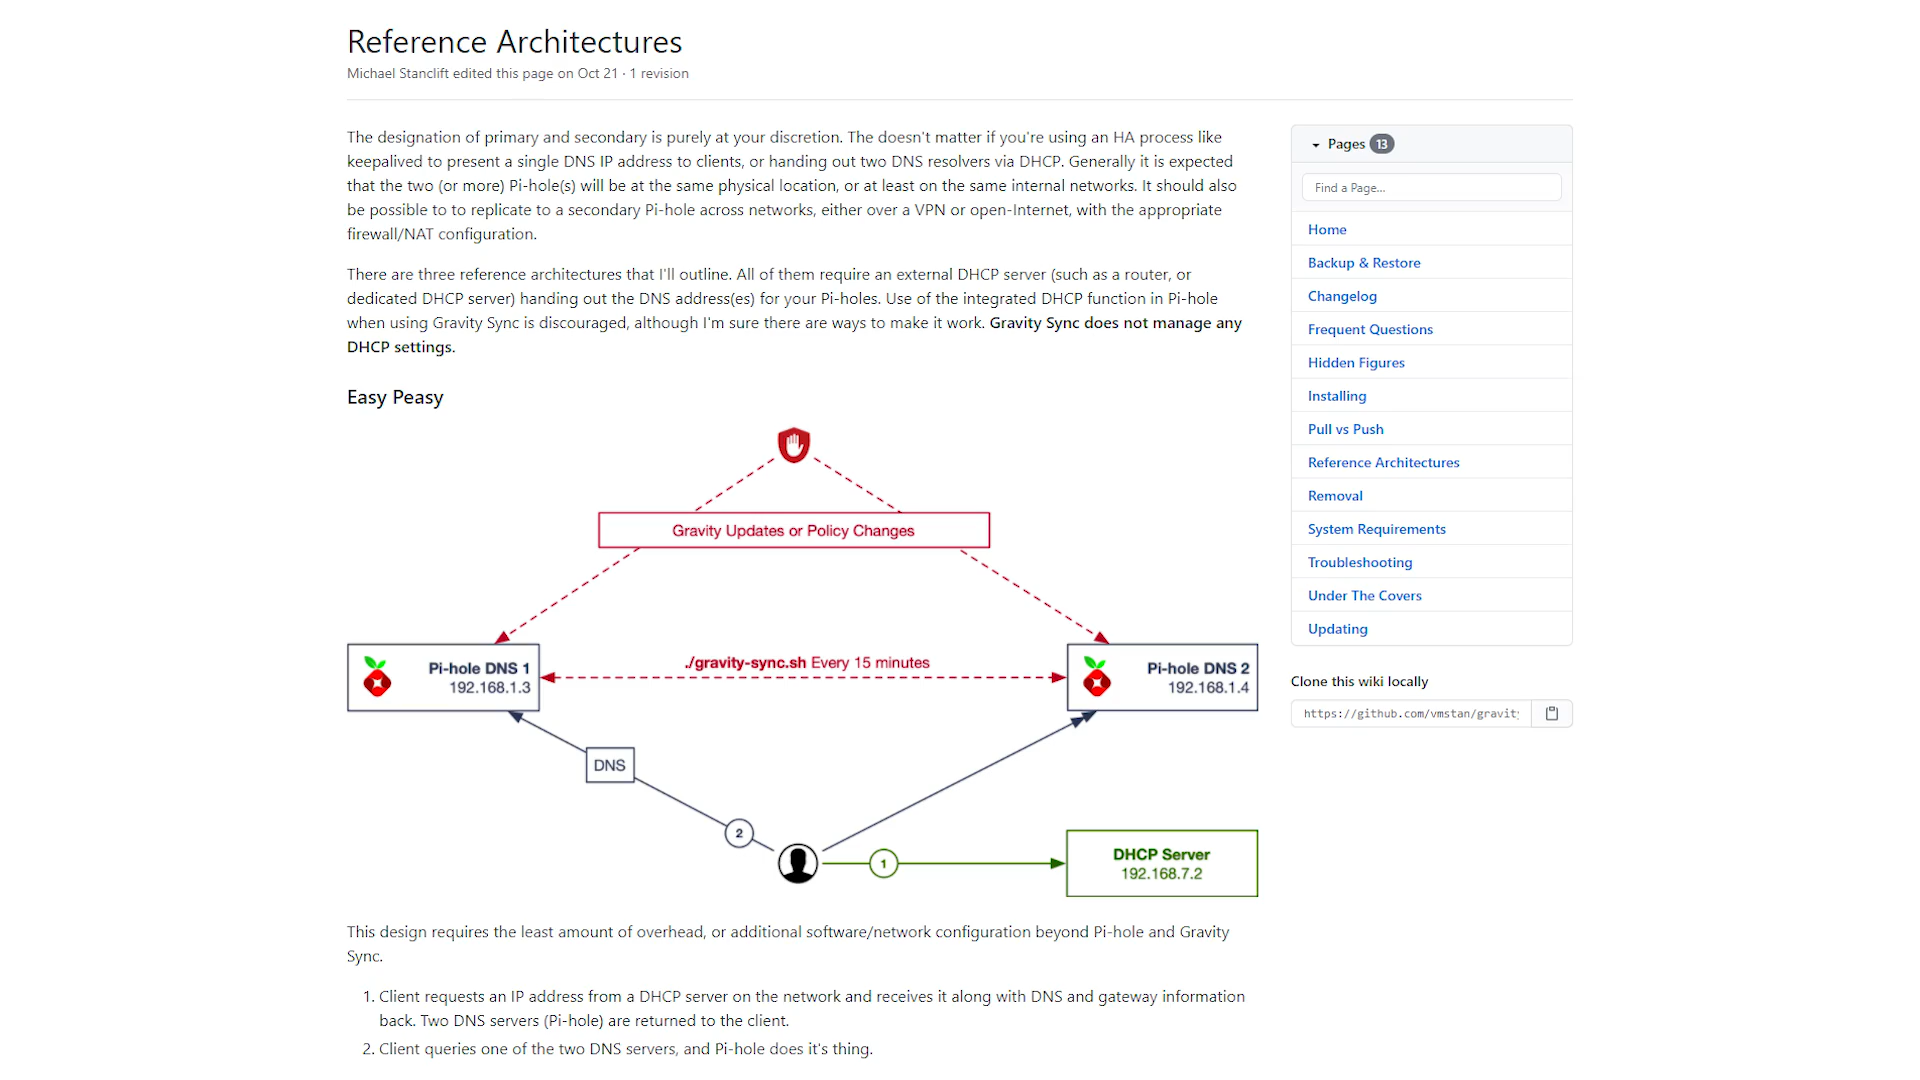 Reference Architectures
Michael Stanclift edited this page on Oct 21 · 1 revision
The designation of primary and secondary is purely at your discretion. The doesn't matter if you're using an HA process like
keepalived to present a single DNS IP address to clients, or handing out two DNS resolvers via DHCP. Generally it is expected
that the two (or more) Pi-hole(s) will be at the same physical location, or at least on the same internal networks. It should also
be possible to to replicate to a secondary Pi-hole across networks, either over a VPN or open-Internet, with the appropriate
firewall/NAT configuration.
There are three reference architectures that I'll outline. All of them require an external DHCP server (such as a router, or
dedicated DHCP server) handing out the DNS address(es) for your Pi-holes. Use of the integrated DHCP function in Pi-hole
when using Gravity Sync is discouraged, although I'm sure there are ways to make it work. Gravity Sync does not manage any
DHCP settings.
Easy Peasy
Gravity Updates or Policy Changes
Pi-hole DNS 1
192.168.1.3
./gravity-sync.sh Every 15 minutes
Pi-hole DNS 2
192.168.1.4
DNS
2
1
DHCP Server
192.168.7.2
This design requires the least amount of overhead, or additional software/network configuration beyond Pi-hole and Gravity
Sync.
1. Client requests an IP address from a DHCP server on the network and receives it along with DNS and gateway information
back. Two DNS servers (Pi-hole) are returned to the client.
2. Client queries one of the two DNS servers, and Pi-hole does it's thing.
Pages 13
Find a Page...
Home
Backup & Restore
Changelog
Frequent Questions
Hidden Figures
Installing
Pull vs Push
Reference Architectures
Removal
System Requirements
Troubleshooting
Under The Covers
Updating
Clone this wiki locally
https://github.com/vmstan/gravit